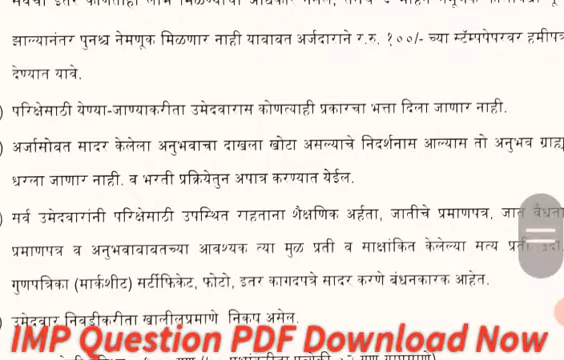 झाल्यानंतर पुनश्च नेमणूक मिळणार नाही याबाबत अर्जदाराने र.रु. १००/- च्या स्टॅम्पपेपरवर हमीपत्र
देण्यात यावे.
) परिक्षेसाठी येण्या-जाण्याकरीता उमेदवारास कोणत्याही प्रकारचा भत्ता दिला जाणार नाही.
) अर्जासोबत सादर केलेला अनुभवाचा दाखला खोटा असल्याचे निदर्शनास आल्यास तो अनुभव ग्राह्य
धरला जाणार नाही. व भरती प्रक्रियेतुन अपात्र करण्यात येईल.
) सर्व उमेदवारांनी परिक्षेसाठी उपस्थित राहताना शैक्षणिक अर्हता, जातीचे प्रमाणपत्र, जात वैधता
प्रमाणपत्र व अनुभवाबाबतच्या आवश्यक त्या मुळ प्रती व साक्षांकित केलेल्या सत्य प्रती उदा.
गुणपत्रिका (मार्कशीट) सर्टीफिकेट, फोटो, इतर कागदपत्रे सादर करणे बंधनकारक आहेत.
) उमेदवार निवडीकरीता खालीलप्रमाणे निकष असेल.
IMP Question PDF Download Now